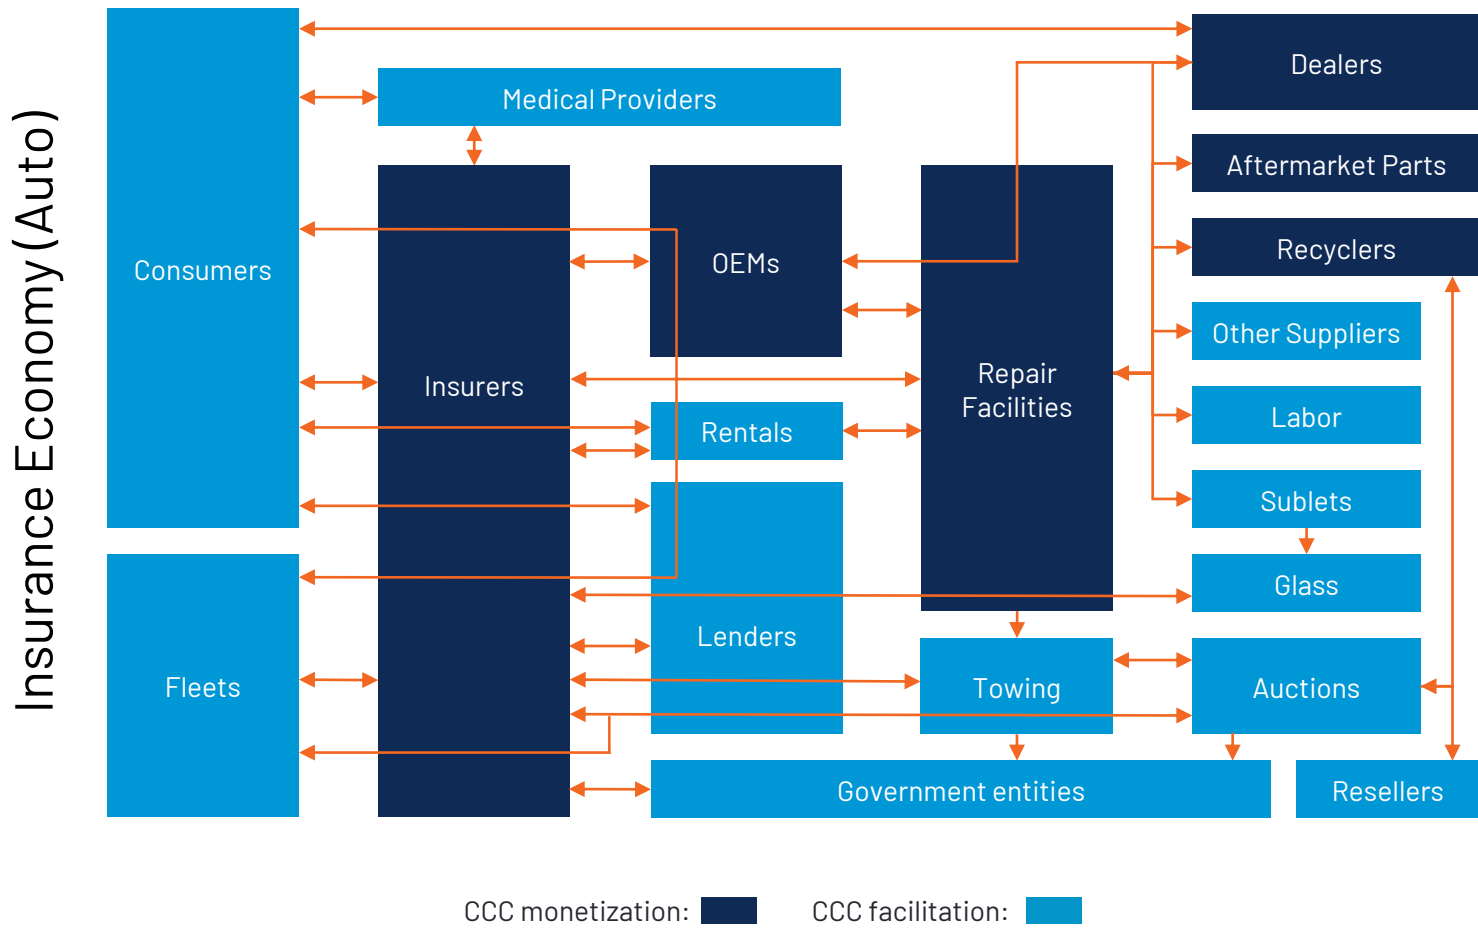 Insurance Economy (Auto)
Consumers
Fleets
Medical Providers
Insurers
OEMs
Rentals
Lenders
Repair
Facilities
Towing
Government entities
Dealers
Aftermarket Parts
Recyclers
Other Suppliers
Labor
Sublets
Glass
Auctions
Resellers
CCC monetization:
CCC facilitation: